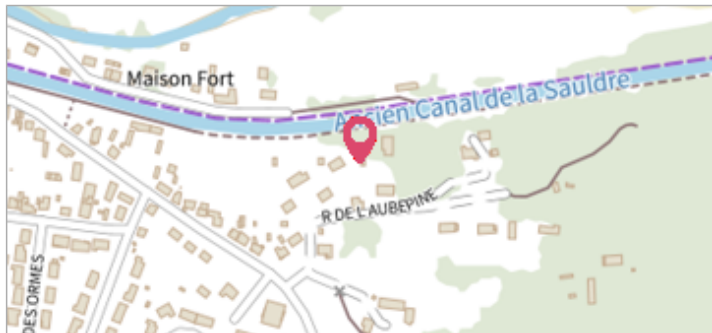 Maison Fort
Ancien Canal de la Sauldre
R DE L AUBEPINE
DES ORMES